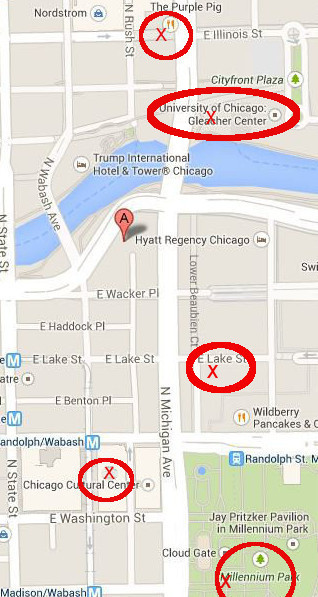 The Purple Pig
Nordstrom
N Rush St
X
E Illinois St
Cityfront Plaza
University of Chicago:
Gleacher Center
X
N Wabash Ave
Trump International
Hotel & Tower® Chicago
N State St
A
Hyatt Regency Chicago
Lower Beaubien Ct
Swi
E Wacker Pl
E Haddock Pl
E Lake St
M
E Lake St
E Lake St
X
atre
E Benton Pl
M
N Michigan Ave
Wildberry
Pancakes & C
andolph/Wabash M
Randolph St. M
N State St
X
Chicago Cultural Center
E Washington St
Jay Pritzker Pavilion
in Millennium Park
Cloud Gate
X
Millennium Park
Madison/Wabash M